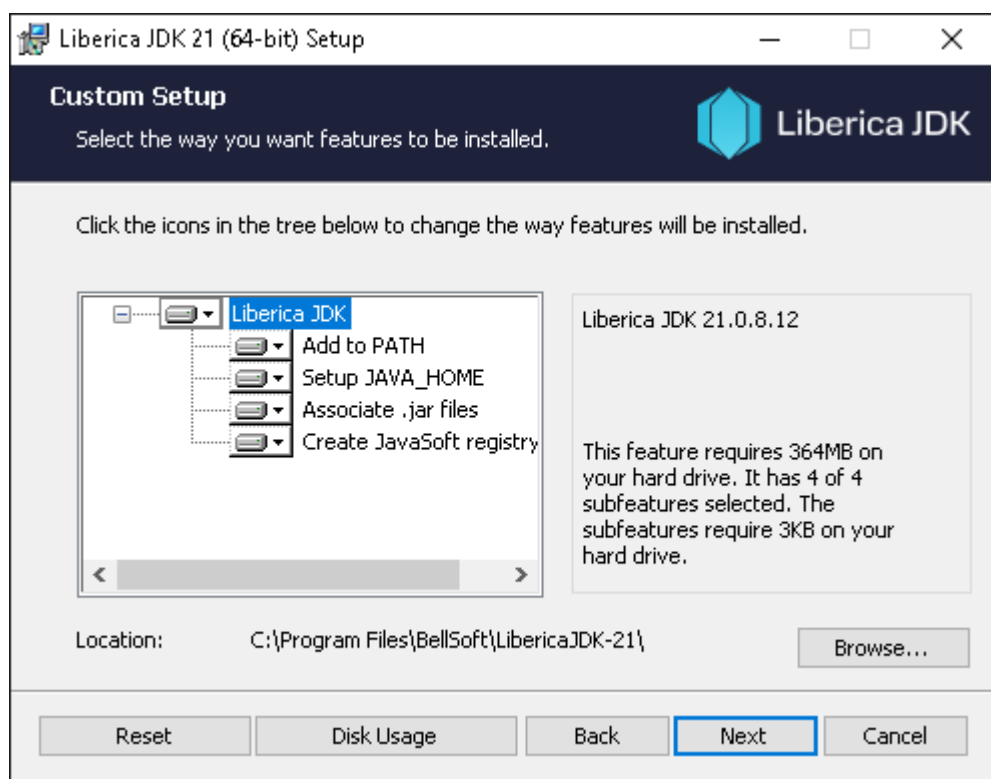 Liberica JDK 21 (64-bit) Setup
Custom Setup
Select the way you want features to be installed.
Liberica JDK
Click the icons in the tree below to change the way features will be installed.
Liberica JDK
Add to PATH
Setup JAVA_HOME
Associate .jar files
Create JavaSoft registry
Liberica JDK 21.0.8.12
This feature requires 364MB on
your hard drive. It has 4 of 4
subfeatures selected. The
subfeatures require 3KB on your
hard drive.
Location: C:\Program Files\BellSoft\LibericaJDK-21\
Browse...
Reset Disk Usage Back Next Cancel